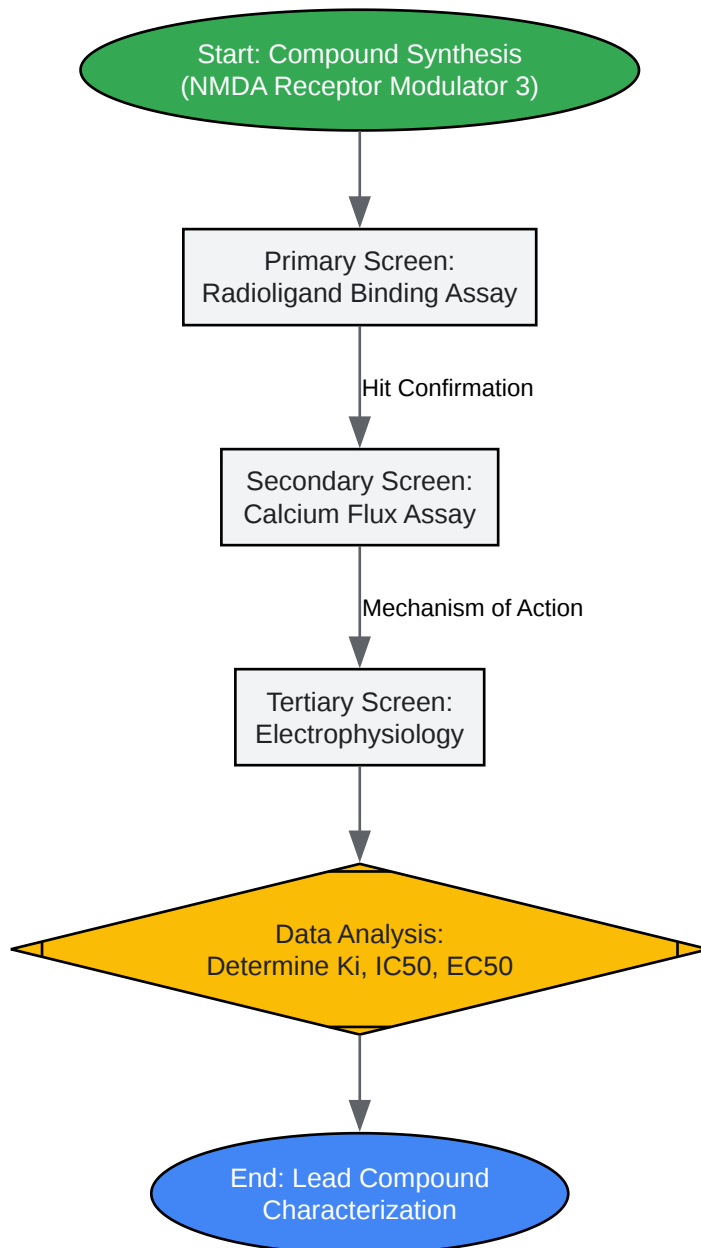 Start: Compound Synthesis
(NMDA Receptor Modulator 3)
Primary Screen:
Radioligand Binding Assay
Hit Confirmation
Secondary Screen:
Calcium Flux Assay
Mechanism of Action
Tertiary Screen:
Electrophysiology
Data Analysis:
Determine Ki, IC50, EC50
End: Lead Compound
Characterization